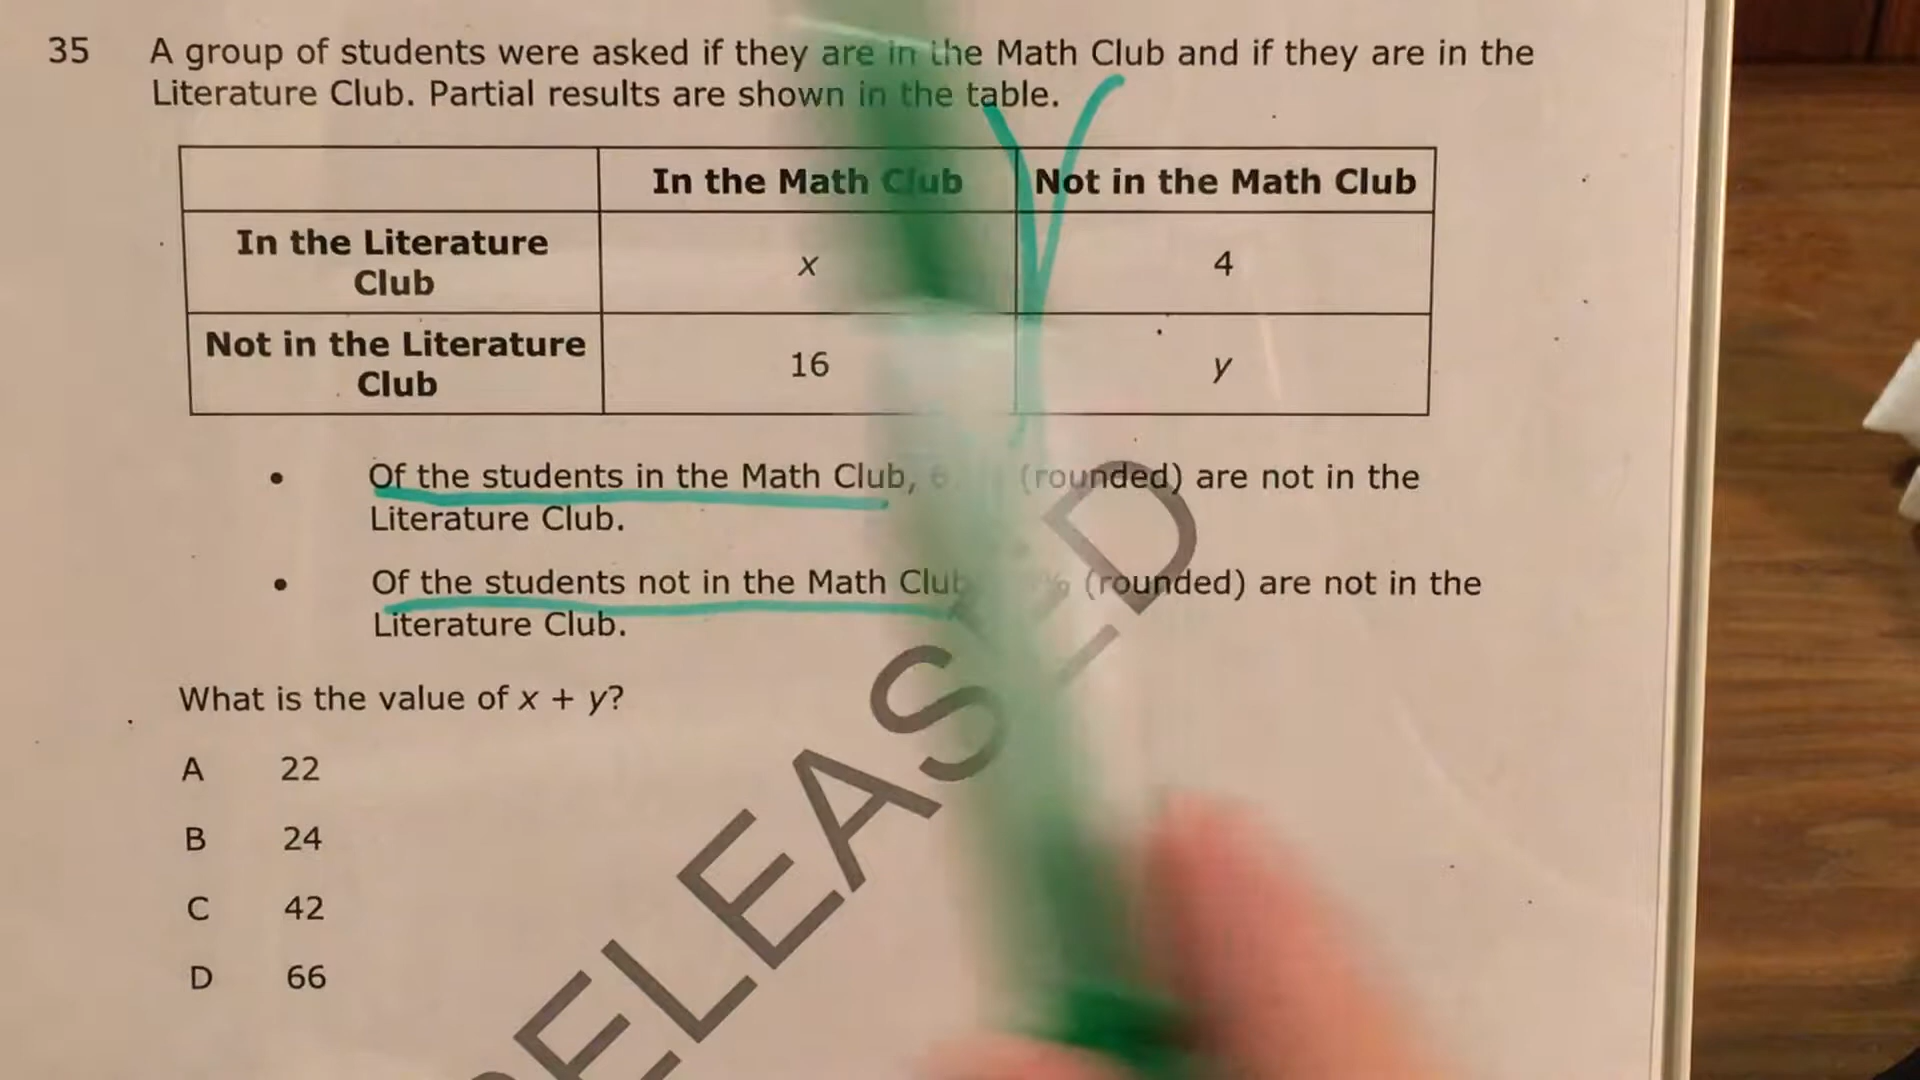 35 A group of students were asked if they are in the Math Club and if they are in the
Literature Club. Partial results are shown in the table.
In the Math Club Not in the Math Club
In the Literature
Club
x 4
Not in the Literature
Club
16 y
• Of the students in the Math Club, (rounded) are not in the
Literature Club.
• Of the students not in the Math Club % (rounded) are not in the
Literature Club.
What is the value of x + y?
A 22
B 24
C 42
D 66